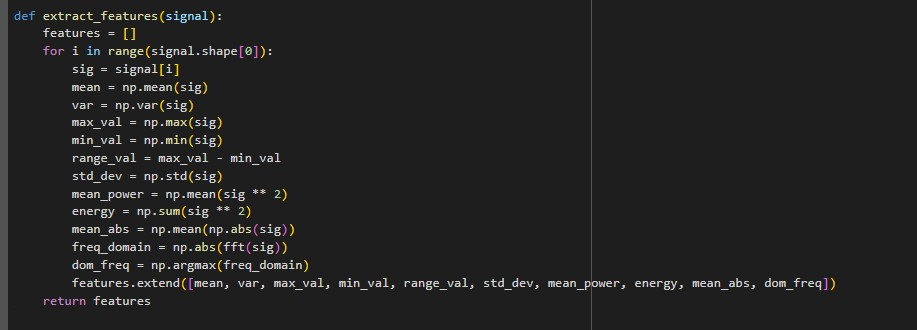 def extract_features(signal):
    features = []
    for i in range(signal.shape[0]):
        sig = signal[i]
        mean = np.mean(sig)
        var = np.var(sig)
        max_val = np.max(sig)
        min_val = np.min(sig)
        range_val = max_val - min_val
        std_dev = np.std(sig)
        mean_power = np.mean(sig ** 2)
        energy = np.sum(sig ** 2)
        mean_abs = np.mean(np.abs(sig))
        freq_domain = np.abs(fft(sig))
        dom_freq = np.argmax(freq_domain)
        features.extend([mean, var, max_val, min_val, range_val, std_dev, mean_power, energy, mean_abs, dom_freq])
    return features